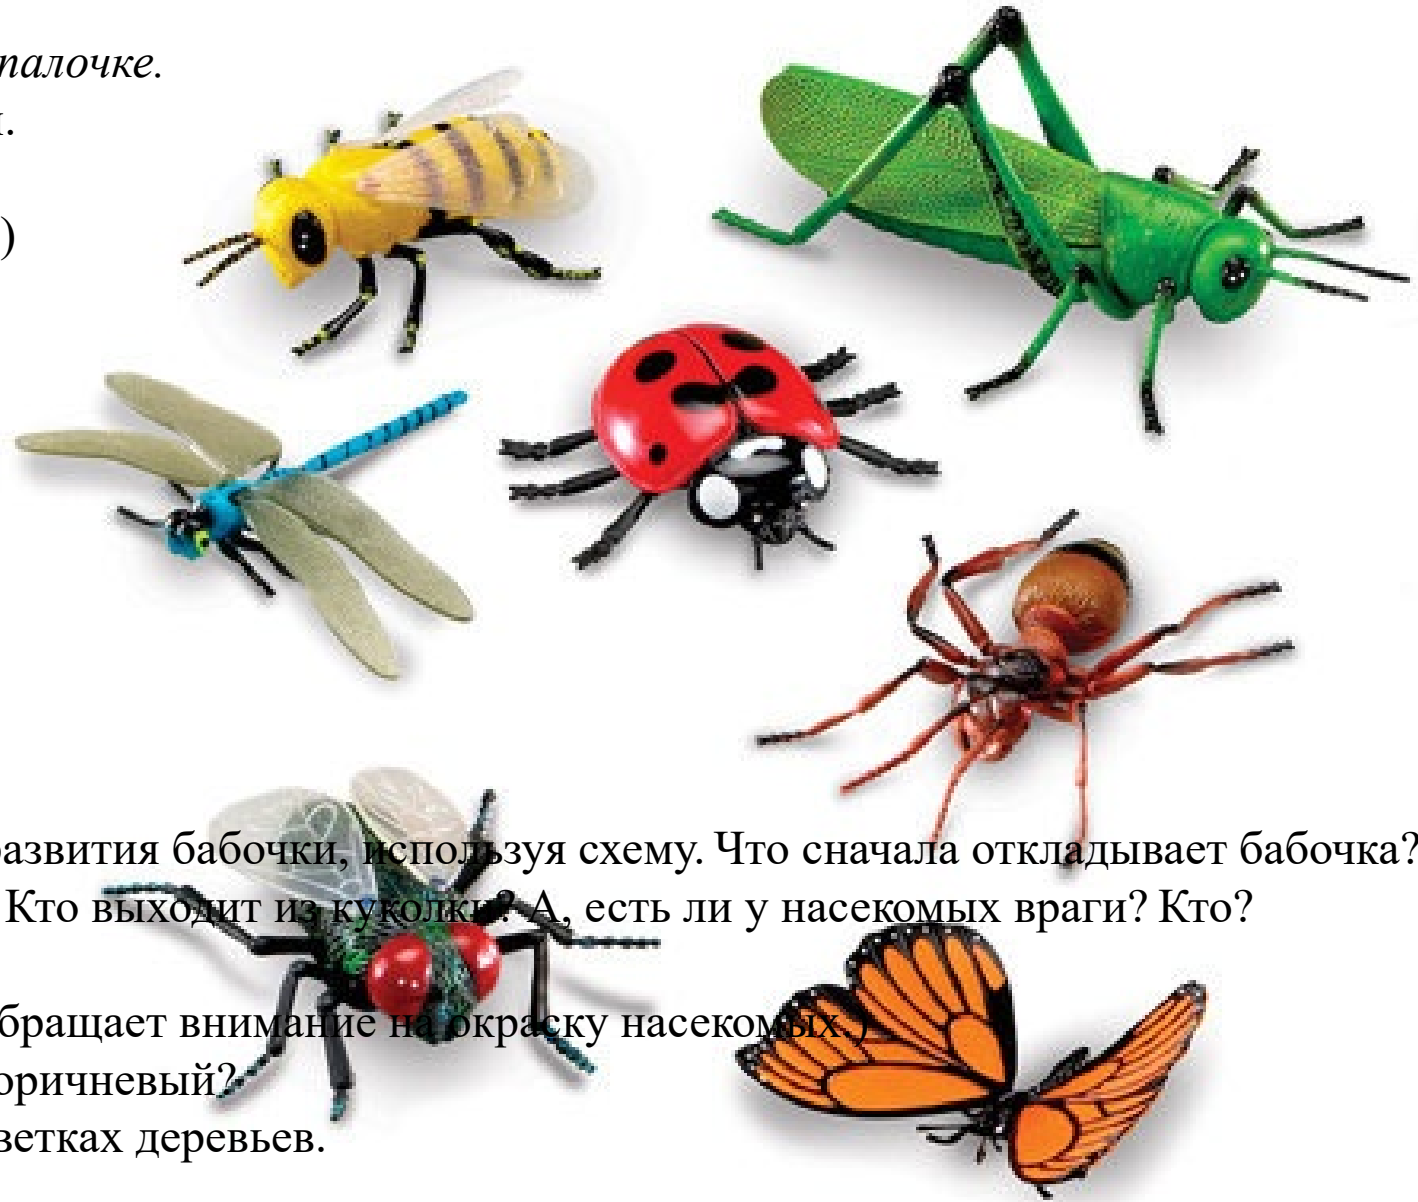 палочке.
.
)
азвития бабочки, используя схему. Что сначала откладывает бабочка?
Кто выходит из куколки? А, есть ли у насекомых враги? Кто?
бращает внимание на окраску насекомых.)
оричневый?
ветках деревьев.